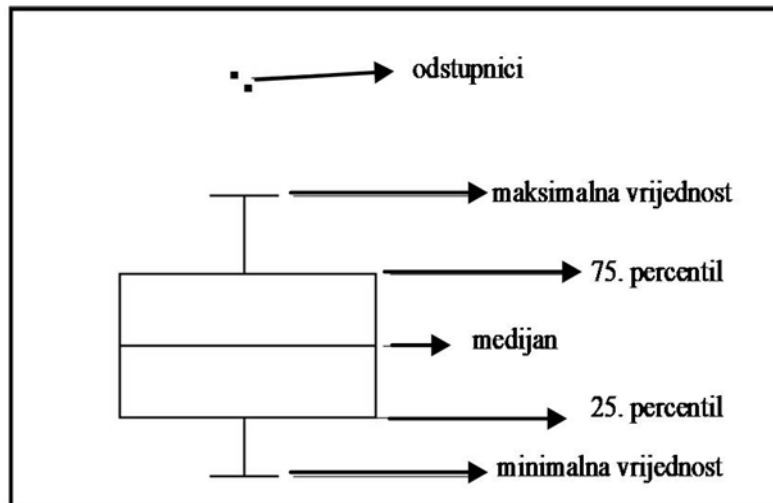 odstupnici
maksimalna vrijednost
75. percentil
medijan
25. percentil
minimalna vrijednost